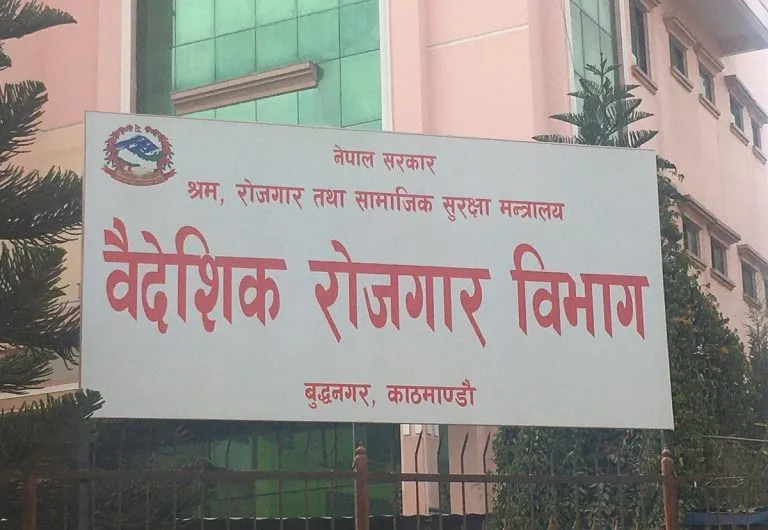 नेपाल सरकार
श्रम, रोजगार तथा सामाजिक सुरक्षा मन्त्रालय
वैदेशिक रोजगार विभाग
बुद्धनगर, काठमाण्डौ